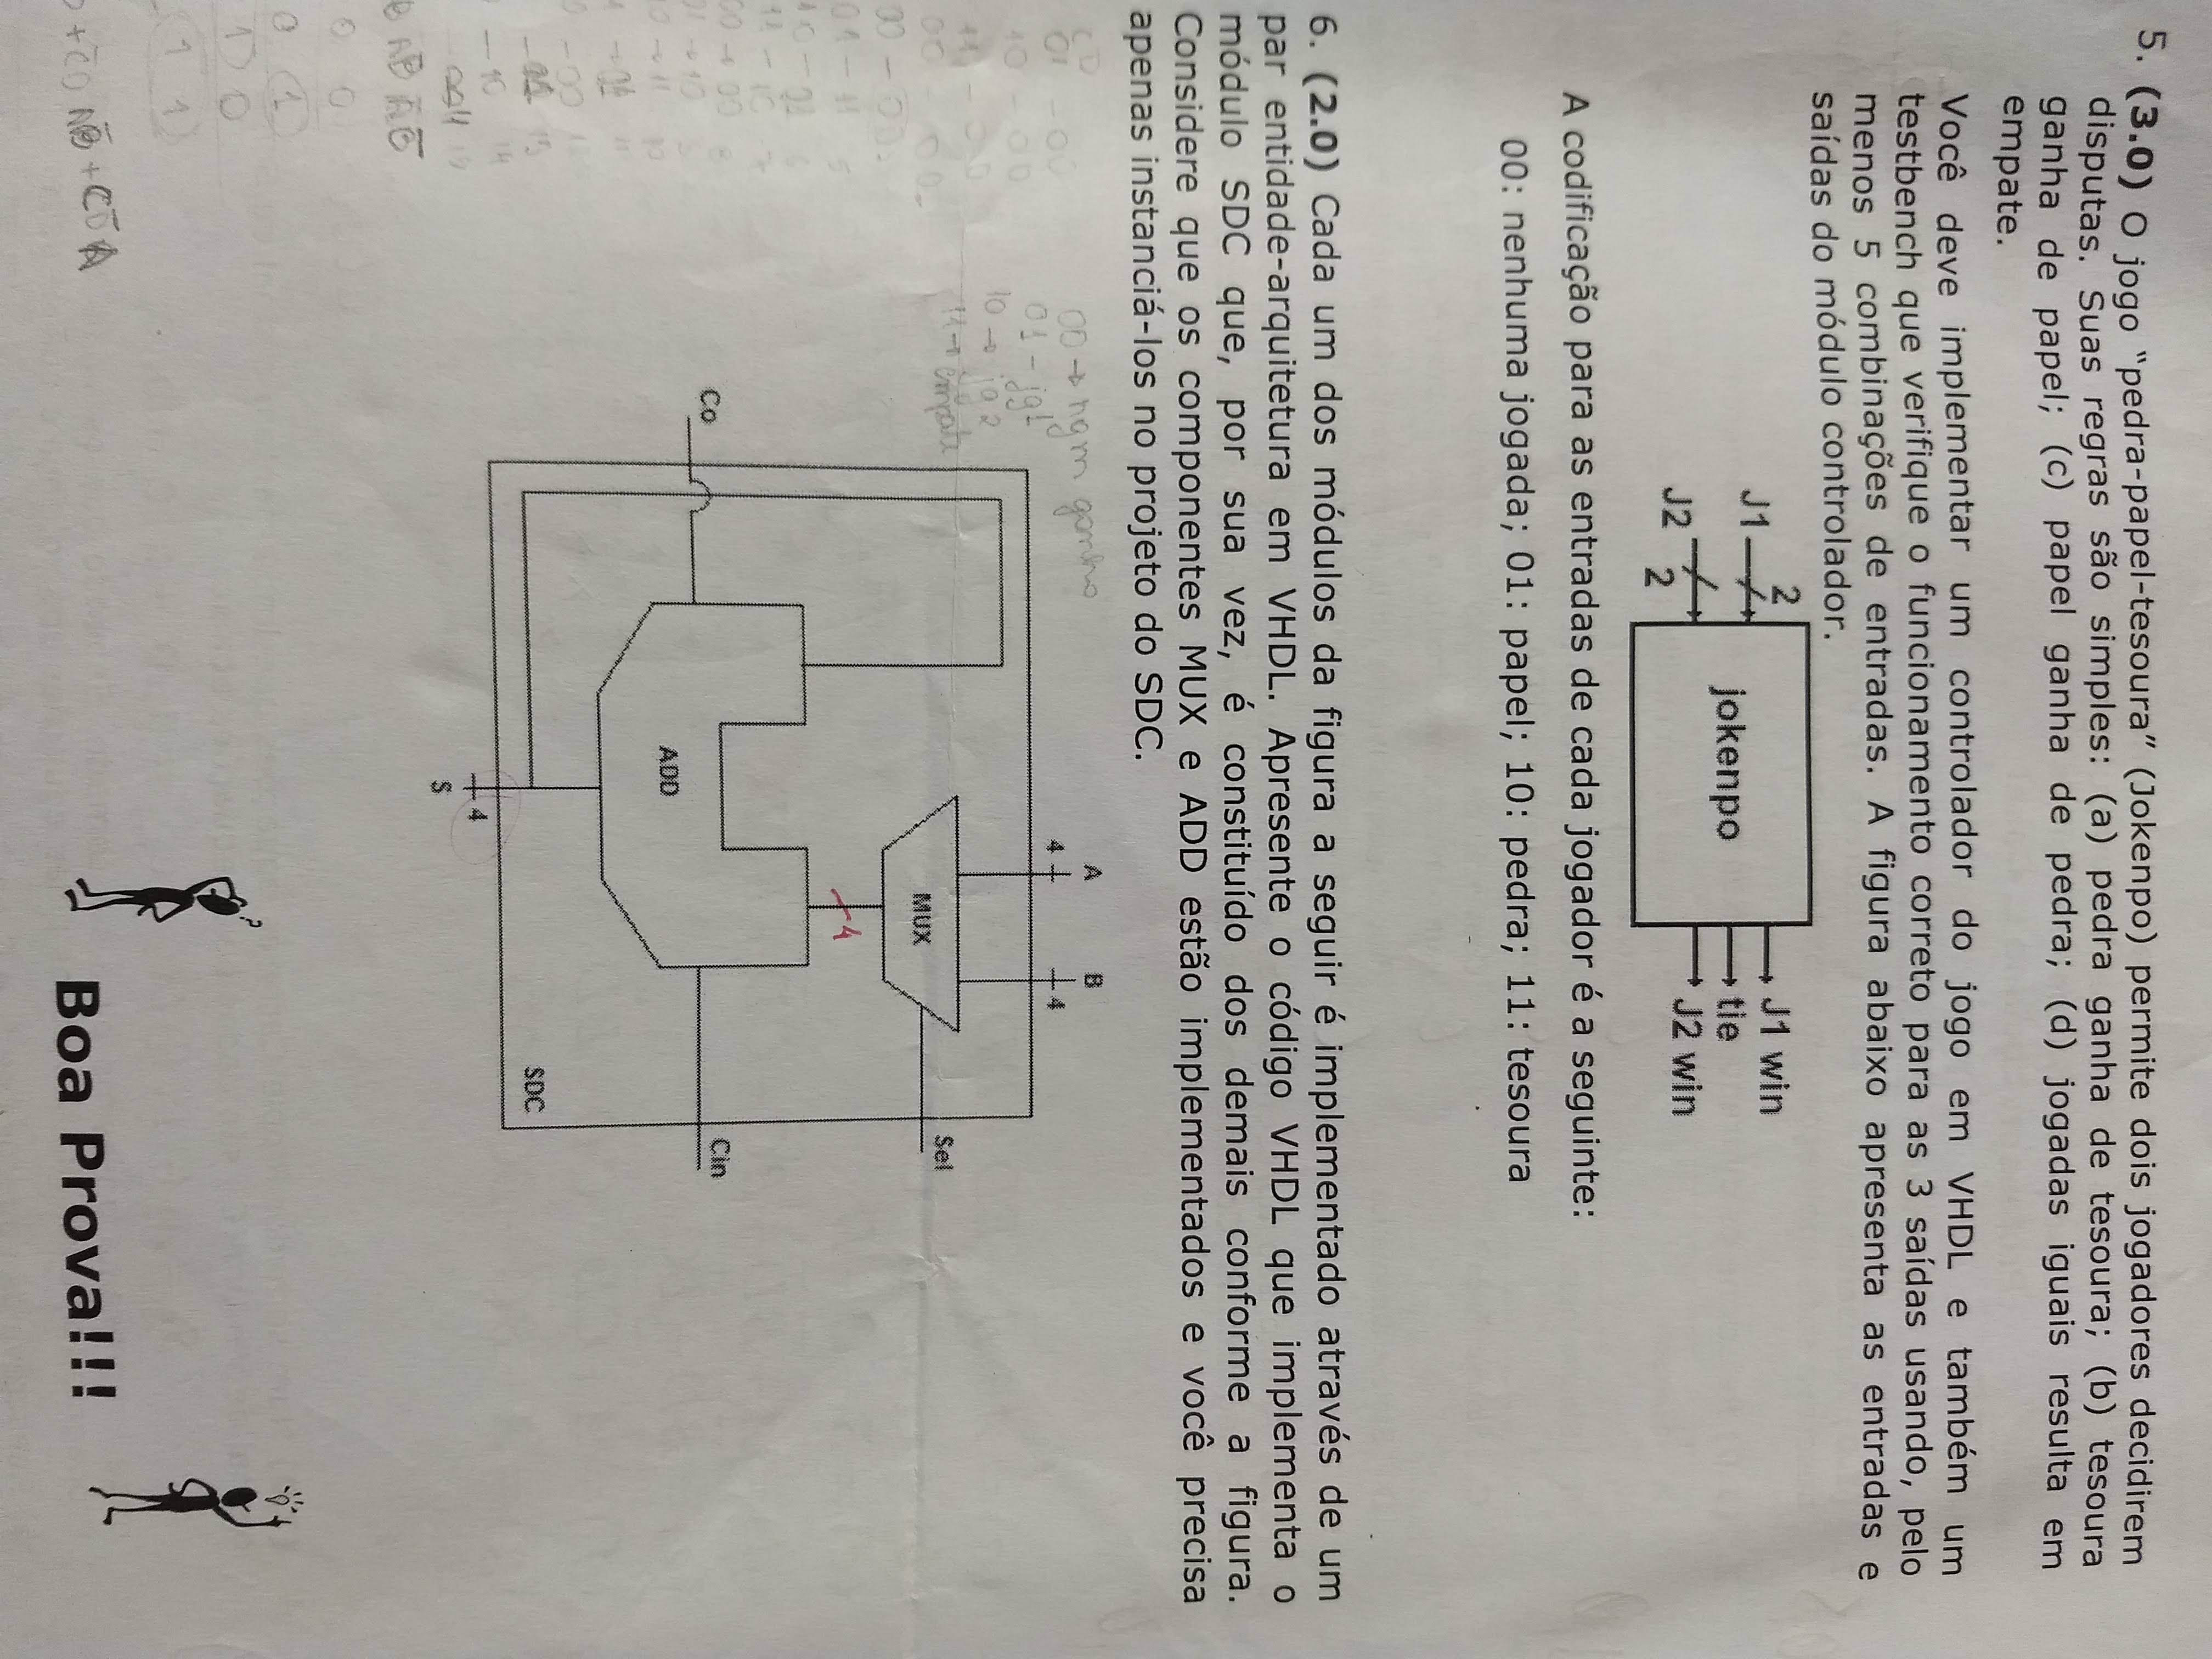 5. (3.0) O jogo "pedra-papel-tesoura" (Jokenpo) permite dois jogadores decidirem
disputas. Suas regras são simples: (a) pedra ganha de tesoura; (b) tesoura
ganha de papel; (c) papel ganha de pedra; (d) jogadas iguais resulta em
empate.
Você deve implementar um controlador do jogo em VHDL e também um
testbench que verifique o funcionamento correto para as 3 saídas usando, pelo
menos 5 combinações de entradas. A figura abaixo apresenta as entradas e
saídas do módulo controlador.
J1
2
J2
2
jokenpo
J1 win
tie
J2 win
A codificação para as entradas de cada jogador é a seguinte:
00: nenhuma jogada; 01: papel; 10: pedra; 11: tesoura
6. (2.0) Cada um dos módulos da figura a seguir é implementado através de um
par entidade-arquitetura em VHDL. Apresente o código VHDL que implementa o
módulo SDC que, por sua vez, é constituído dos demais conforme a figura.
Considere que os componentes MUX e ADD estão implementados e você precisa
apenas instanciá-los no projeto do SDC.
00 → ngm ganha
01 - jg1
10 → jg2
11 → empate
A
B
4
4
MUX
Sel
4
Co
ADD
Cin
SDC
4
S
Boa Prova!!!